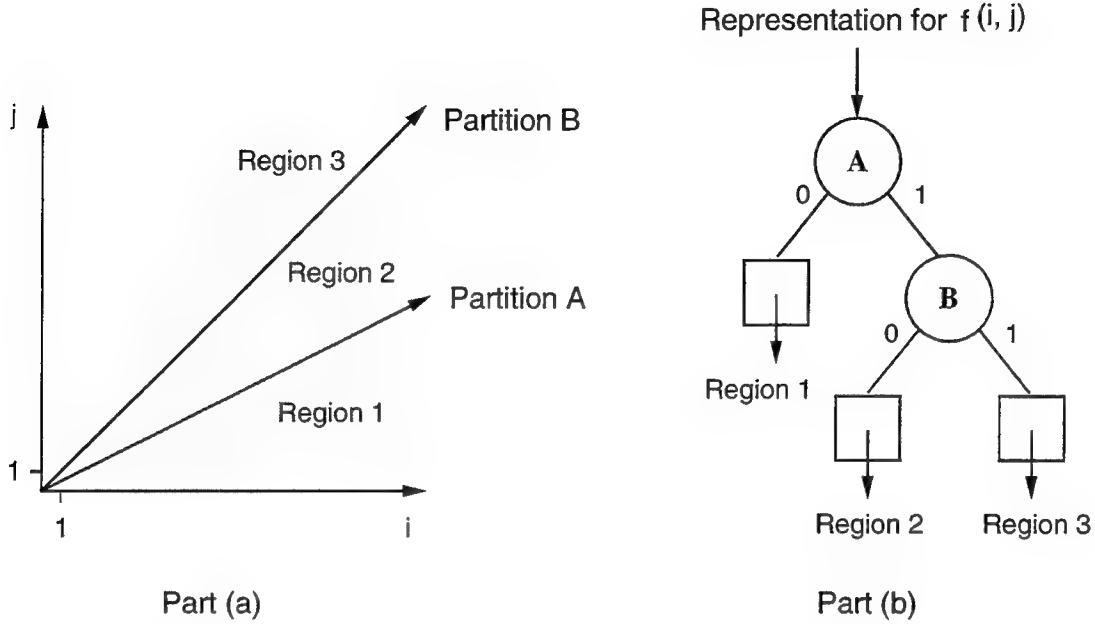 j
Partition B
Region 3
Region 2
Partition A
Region 1
1
1
i
Part (a)
Representation for f (i, j)
A
0
1
B
Region 1
0
1
Region 2
Region 3
Part (b)